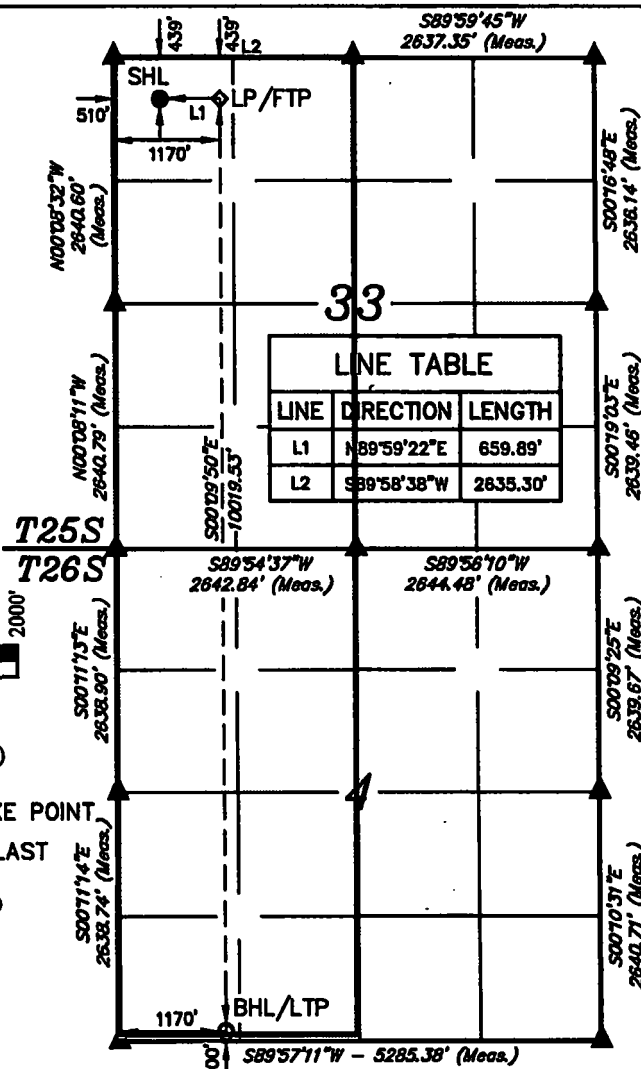 S89°59'45"W
2637.35' (Meas.)
439'
439'
L2
SHL
LP/FTP
510'
L1
1170'
N00°08'32"W
2640.60'
(Meas.)
S00°16'48"E
2636.14' (Meas.)
33
LINE TABLE
LINE DIRECTION LENGTH
L1 N89°59'22"E 659.89'
L2 S89°58'38"W 2635.30'
N00°08'11"W
2640.79' (Meas.)
S00°09'50"E
10019.53'
S00°19'03"E
2639.46' (Meas.)
T25S
T26S
S89°54'37"W
2642.84' (Meas.)
S89°56'10"W
2644.48' (Meas.)
2000'
S00°11'13"E
2638.90' (Meas.)
S00°09'25"E
2639.67' (Meas.)
)
POINT
LAST
)
4
S00°11'14"E
2638.74' (Meas.)
S00°10'31"E
2640.71' (Meas.)
1170'
BHL/LTP
00'
S89°57'11"W – 5285.38' (Meas.)